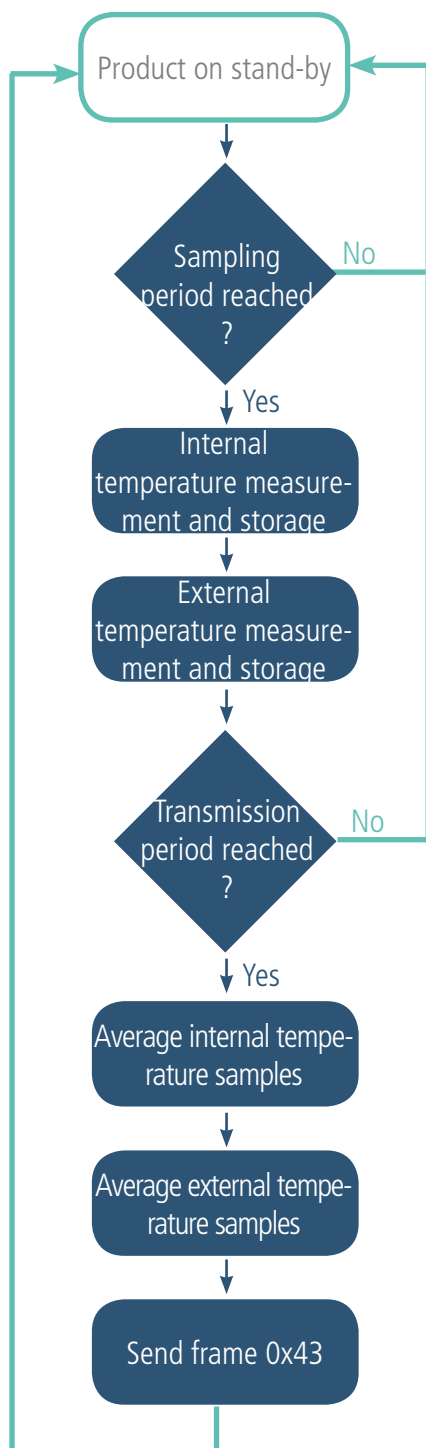 Product on stand-by
Sampling
period reached
?
No
Yes
Internal
temperature measure-
ment and storage
External
temperature measure-
ment and storage
Transmission
period reached
?
No
Yes
Average internal tempe-
rature samples
Average external tempe-
rature samples
Send frame 0x43